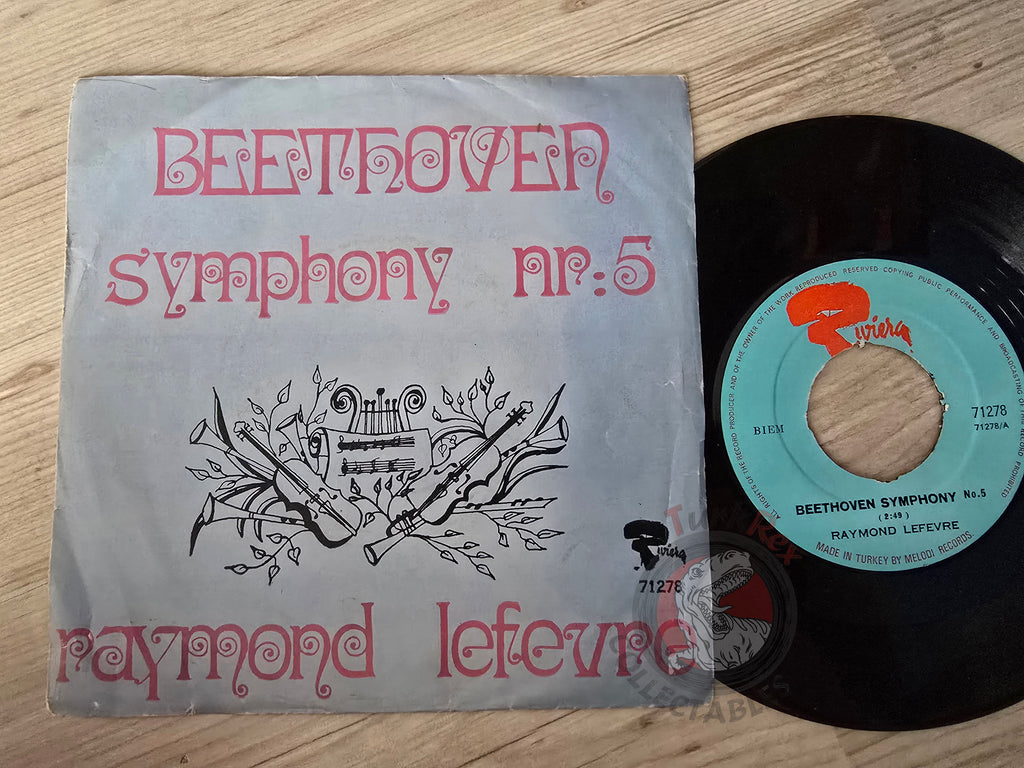 BEETHOVEN
symphony nr:5
Riviera
71278
raymond lefevre
ALL RIGHTS OF THE RECORD PRODUCER AND OF THE OWNER OF THE WORK REPRODUCED RESERVED COPYING PUBLIC PERFORMANCE AND BROADCASTING OF THIS RECORD PROHIBITED
Riviera
BIEM
71278
71278/A
BEETHOVEN SYMPHONY No.5
(2:49)
RAYMOND LEFEVRE
MADE IN TURKEY BY MELODİ RECORDS.
TurkRex
COLLECTABLES